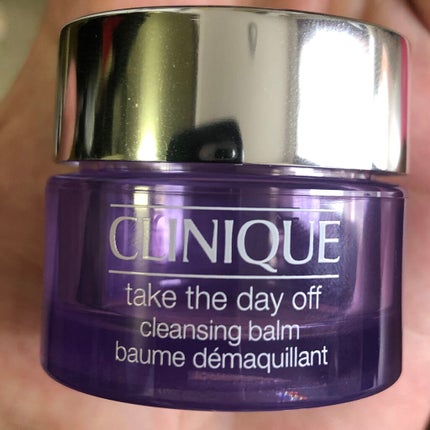 CLINIQUE
take the day off
cleansing balm
baume démaquillant